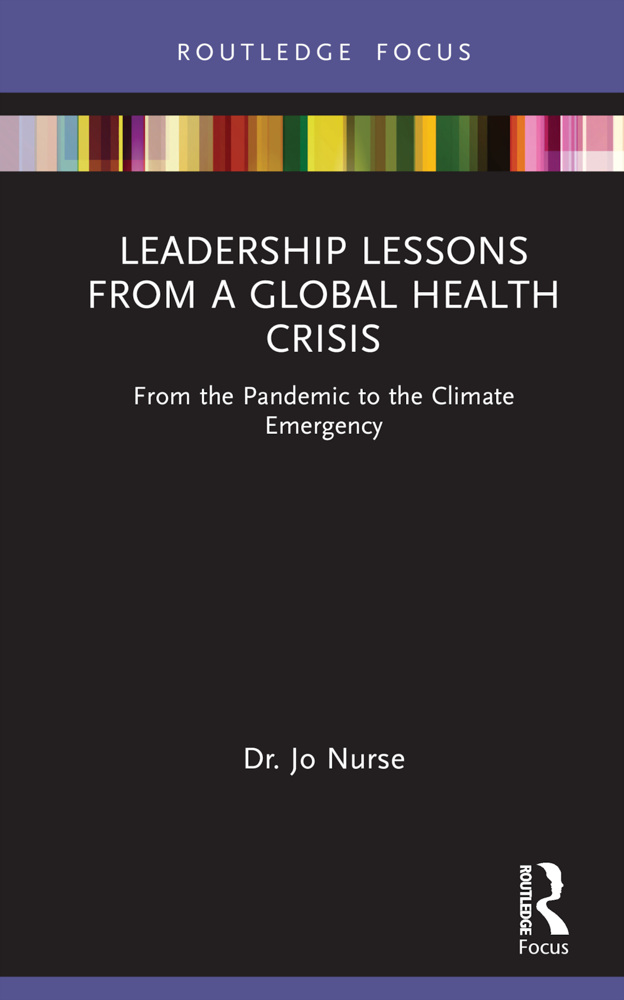 ROUTLEDGE FOCUS
LEADERSHIP LESSONS
FROM A GLOBAL HEALTH
CRISIS
From the Pandemic to the Climate
Emergency
Dr. Jo Nurse
ROUTLEDGE
Focus